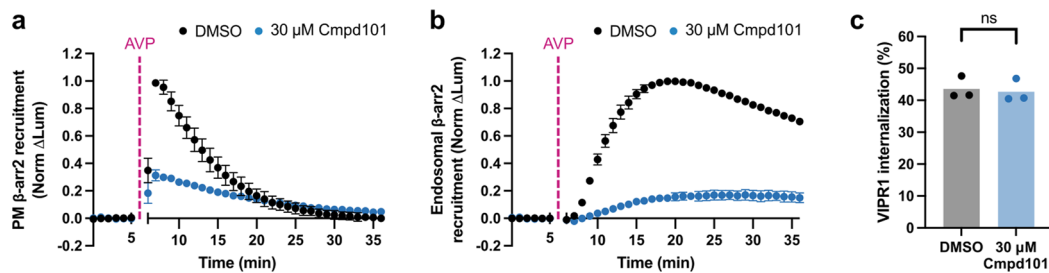 a
AVP
DMSO
30 µM Cmpd101
PM β-arr2 recruitment
(Norm ΔLum)
1.2
1.0
0.8
0.6
0.4
0.2
0.0
-0.2
5
10
15
20
25
30
35
Time (min)
b
AVP
DMSO
30 µM Cmpd101
Endosomal β-arr2
recruitment (Norm ΔLum)
1.2
1.0
0.8
0.6
0.4
0.2
0.0
-0.2
5
10
15
20
25
30
35
Time (min)
c
ns
VIPR1 internalization (%)
60
50
40
30
20
10
0
DMSO
30 µM
Cmpd101